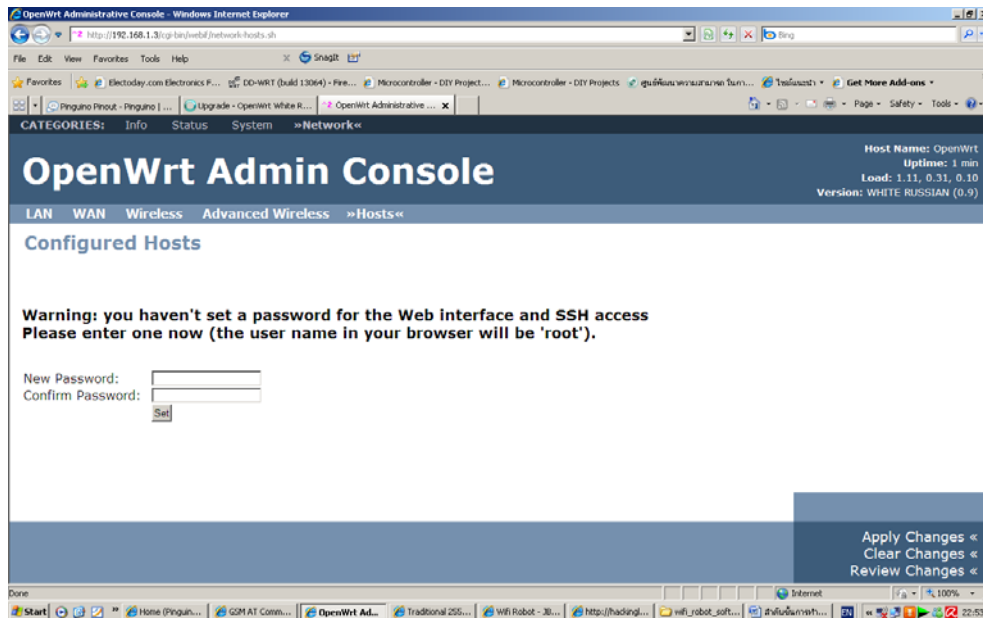 OpenWrt Administrative Console - Windows Internet Explorer
http://192.168.1.3/cgi-bin/webif/network-hosts.sh
Bing
File Edit View Favorites Tools Help
SnagIt
Favorites Electoday.com Electronics F... DD-WRT (build 13064) - Fire... Microcontroller - DIY Project... Microcontroller - DIY Projects Get More Add-ons
Pinguino Pinout - Pinguino [ ... Upgrade - OpenWrt White R... OpenWrt Administrative ... x
Page Safety Tools
CATEGORIES: Info Status System »Network«
OpenWrt Admin Console
Host Name: OpenWrt
Uptime: 1 min
Load: 1.11, 0.31, 0.10
Version: WHITE RUSSIAN (0.9)
LAN WAN Wireless Advanced Wireless »Hosts«
Configured Hosts
Warning: you haven't set a password for the Web interface and SSH access
Please enter one now (the user name in your browser will be 'root').
New Password:
Confirm Password:
Set
Apply Changes «
Clear Changes «
Review Changes «
Done
Internet
100%
Start
Home (Pinguin...
GSM AT Comm...
OpenWrt Ad...
Traditional 255...
Wifi Robot - JB...
http://hackingl...
wifi_robot_soft...
EN
22:53